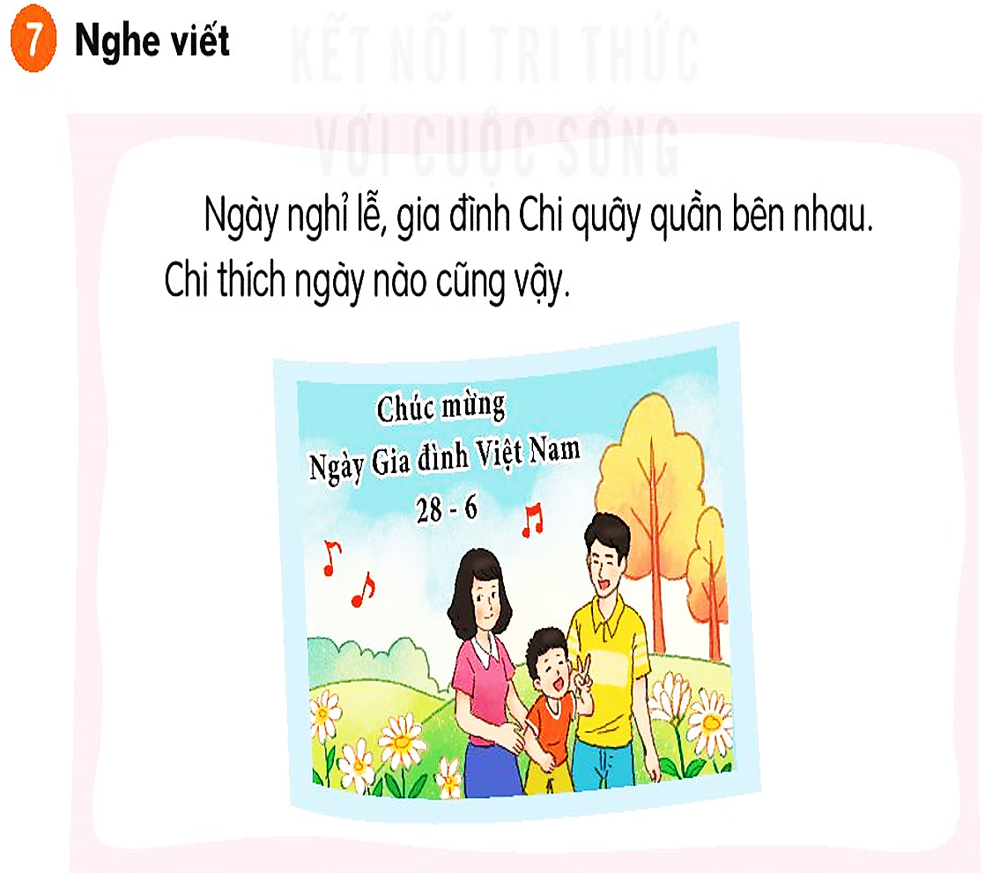 7 Nghe viết
KẾT NỐI TRI THỨC
VỚI CUỘC SỐNG
Ngày nghỉ lễ, gia đình Chi quây quần bên nhau.
Chi thích ngày nào cũng vậy.
Chúc mừng
Ngày Gia đình Việt Nam
28 - 6